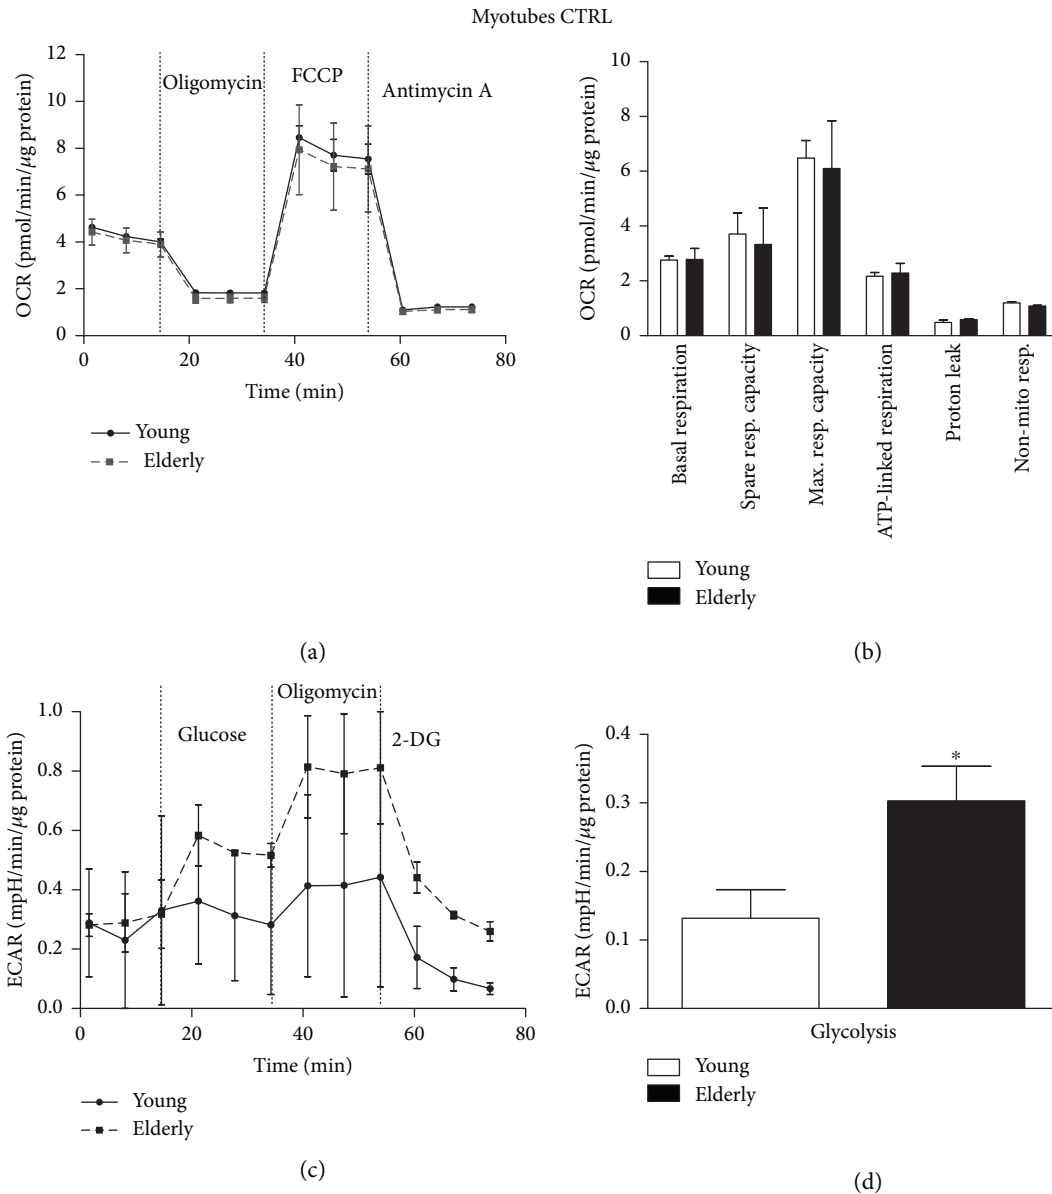 Myotubes CTRL
12
10
8
6
4
2
0
OCR (pmol/min/μg protein)
Oligomycin
FCCP
Antimycin A
0 20 40 60 80
Time (min)
Young
Elderly
(a)
10
8
6
4
2
0
OCR (pmol/min/μg protein)
Basal respiration
Spare resp. capacity
Max. resp. capacity
ATP-linked respiration
Proton leak
Non-mito resp.
Young
Elderly
(b)
1.0
0.8
0.6
0.4
0.2
0.0
ECAR (mpH/min/μg protein)
Glucose
Oligomycin
2-DG
0 20 40 60 80
Time (min)
Young
Elderly
(c)
0.4
0.3
0.2
0.1
0.0
ECAR (mpH/min/μg protein)
*
Glycolysis
Young
Elderly
(d)